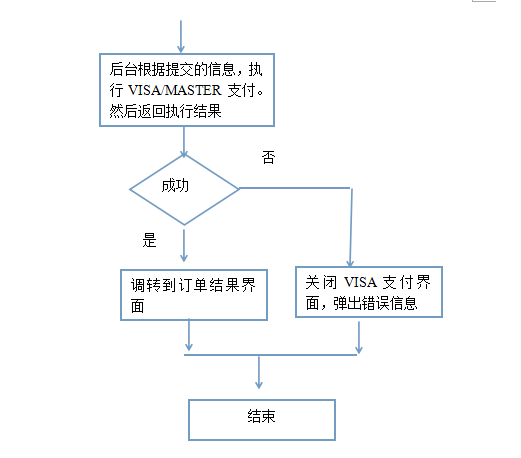 后台根据提交的信息，执
行 VISA/MASTER 支付。
然后返回执行结果
否
成功
是
调转到订单结果界
面
关闭 VISA 支付界
面，弹出错误信息
结束